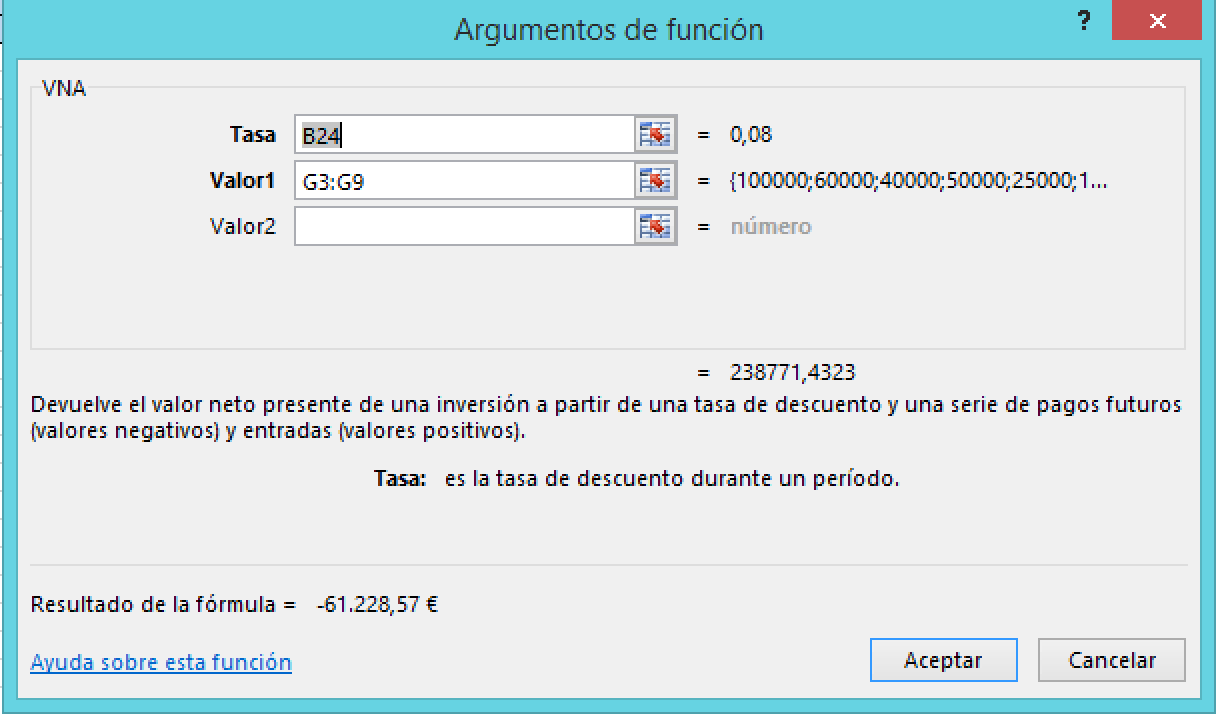 Argumentos de función
?
VNA
Tasa B24 = 0,08
Valor1 G3:G9 = {100000;60000;40000;50000;25000;1...
Valor2 = número
= 238771,4323
Devuelve el valor neto presente de una inversión a partir de una tasa de descuento y una serie de pagos futuros
(valores negativos) y entradas (valores positivos).
Tasa: es la tasa de descuento durante un período.
Resultado de la fórmula = -61.228,57 €
Ayuda sobre esta función
Aceptar Cancelar